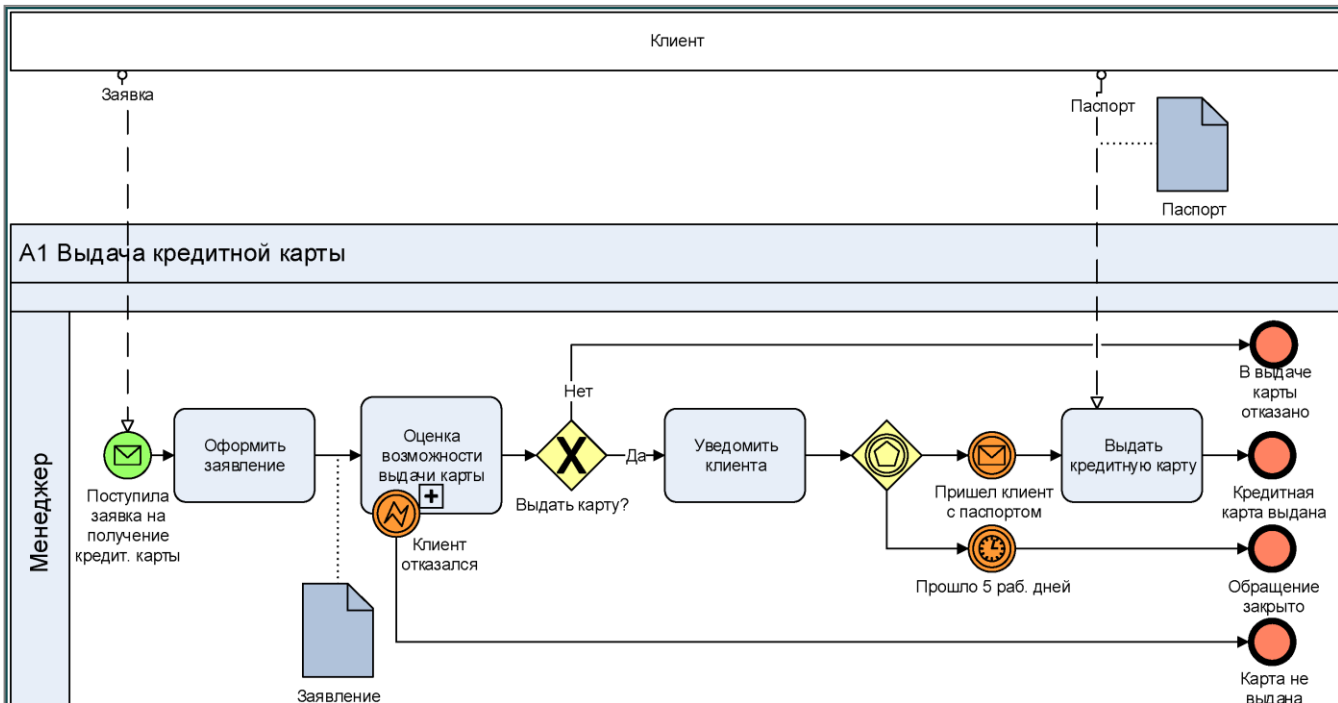 Клиент
Заявка
Паспорт
Паспорт
А1 Выдача кредитной карты
Менеджер
Поступила
заявка на
получение
кредит. карты
Оформить
заявление
Заявление
Оценка
возможности
выдачи карты
Клиент
отказался
Выдать карту?
Нет
Да
Уведомить
клиента
Пришел клиент
с паспортом
Прошло 5 раб. дней
Выдать
кредитную карту
В выдаче
карты
отказано
Кредитная
карта выдана
Обращение
закрыто
Карта не
выдана